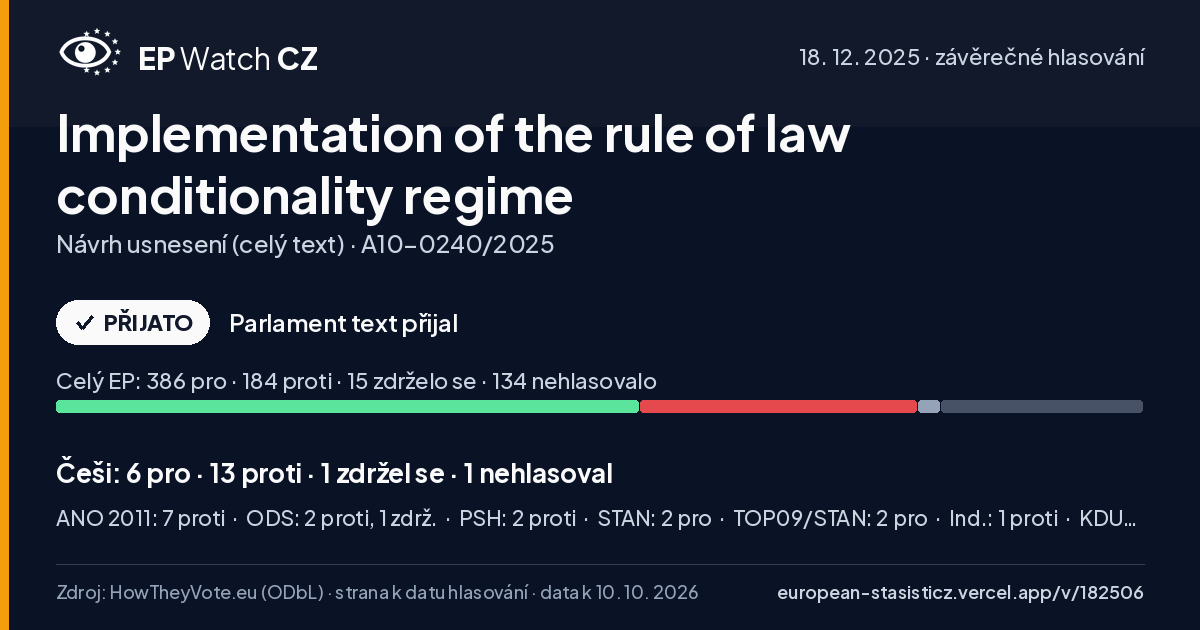 EP Watch CZ
18. 12. 2025 · závěrečné hlasování
Implementation of the rule of law
conditionality regime
Návrh usnesení (celý text) · A10-0240/2025
✓ PŘIJATO
Parlament text přijal
Celý EP: 386 pro · 184 proti · 15 zdrželo se · 134 nehlasovalo
Češi: 6 pro · 13 proti · 1 zdržel se · 1 nehlasoval
ANO 2011: 7 proti · ODS: 2 proti, 1 zdrž. · PSH: 2 proti · STAN: 2 pro · TOP09/STAN: 2 pro · Ind.: 1 proti · KDU…
Zdroj: HowTheyVote.eu (ODbL) · strana k datu hlasování · data k 10. 10. 2026
european-stasisticz.vercel.app/v/182506